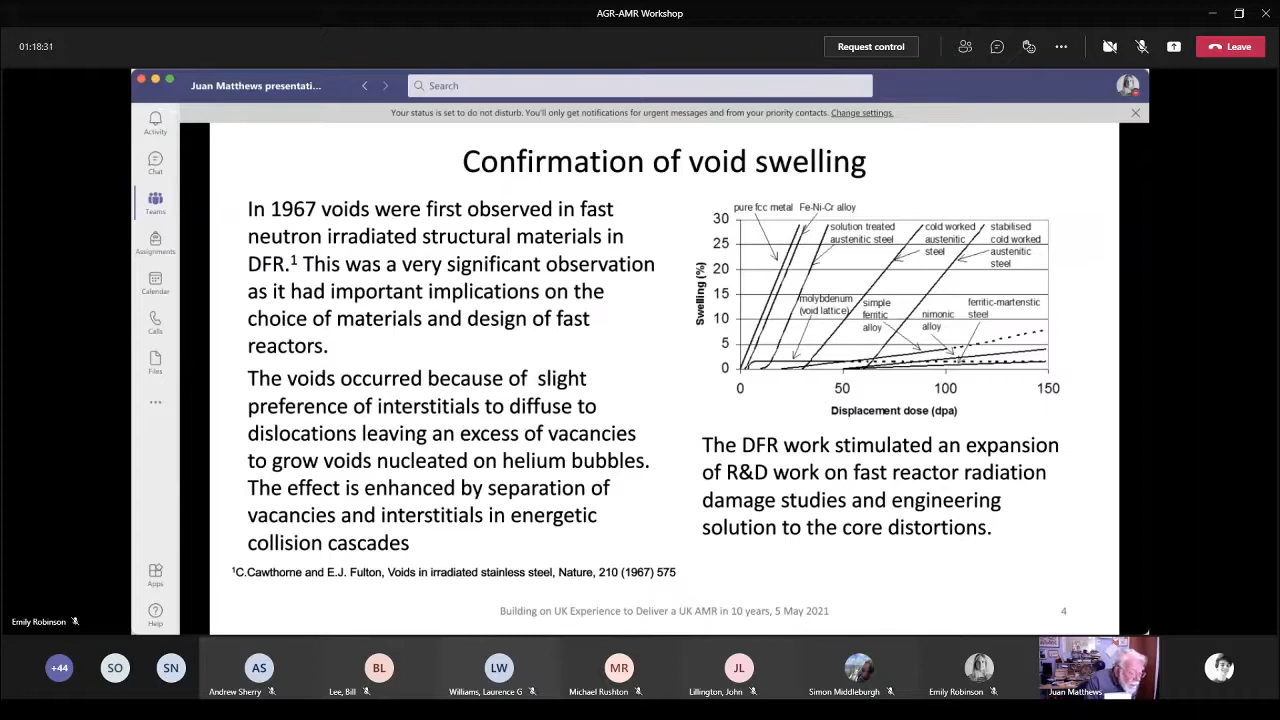 AGR-AMR Workshop
01:18:31
Request control
Leave
Juan Matthews presentati...
Search
Your status is set to do not disturb. You'll only get notifications for urgent messages and from your priority contacts. Change settings.
Activity
Chat
Teams
Assignments
Calendar
Calls
Files
Apps
Help
Confirmation of void swelling
In 1967 voids were first observed in fast
neutron irradiated structural materials in
DFR.¹ This was a very significant observation
as it had important implications on the
choice of materials and design of fast
reactors.
The voids occurred because of slight
preference of interstitials to diffuse to
dislocations leaving an excess of vacancies
to grow voids nucleated on helium bubbles.
The effect is enhanced by separation of
vacancies and interstitials in energetic
collision cascades
¹C.Cawthorne and E.J. Fulton, Voids in irradiated stainless steel, Nature, 210 (1967) 575
pure fcc metal
Fe-Ni-Cr alloy
solution treated
austenitic steel
cold worked
austenitic
steel
stabilised
cold worked
austenitic
steel
molybdenum
(void lattice)
simple
ferritic
alloy
nimonic
alloy
ferritic-martenstic
steel
Swelling (%)
30
25
20
15
10
5
0
0 50 100 150
Displacement dose (dpa)
The DFR work stimulated an expansion
of R&D work on fast reactor radiation
damage studies and engineering
solution to the core distortions.
Building on UK Experience to Deliver a UK AMR in 10 years, 5 May 2021
4
Emily Robinson
+44
SO
SN
AS
Andrew Sherry
BL
Lee, Bill
LW
Williams, Laurence G
MR
Michael Rushton
JL
Lillington, John
Simon Middleburgh
Emily Robinson
Juan Matthews